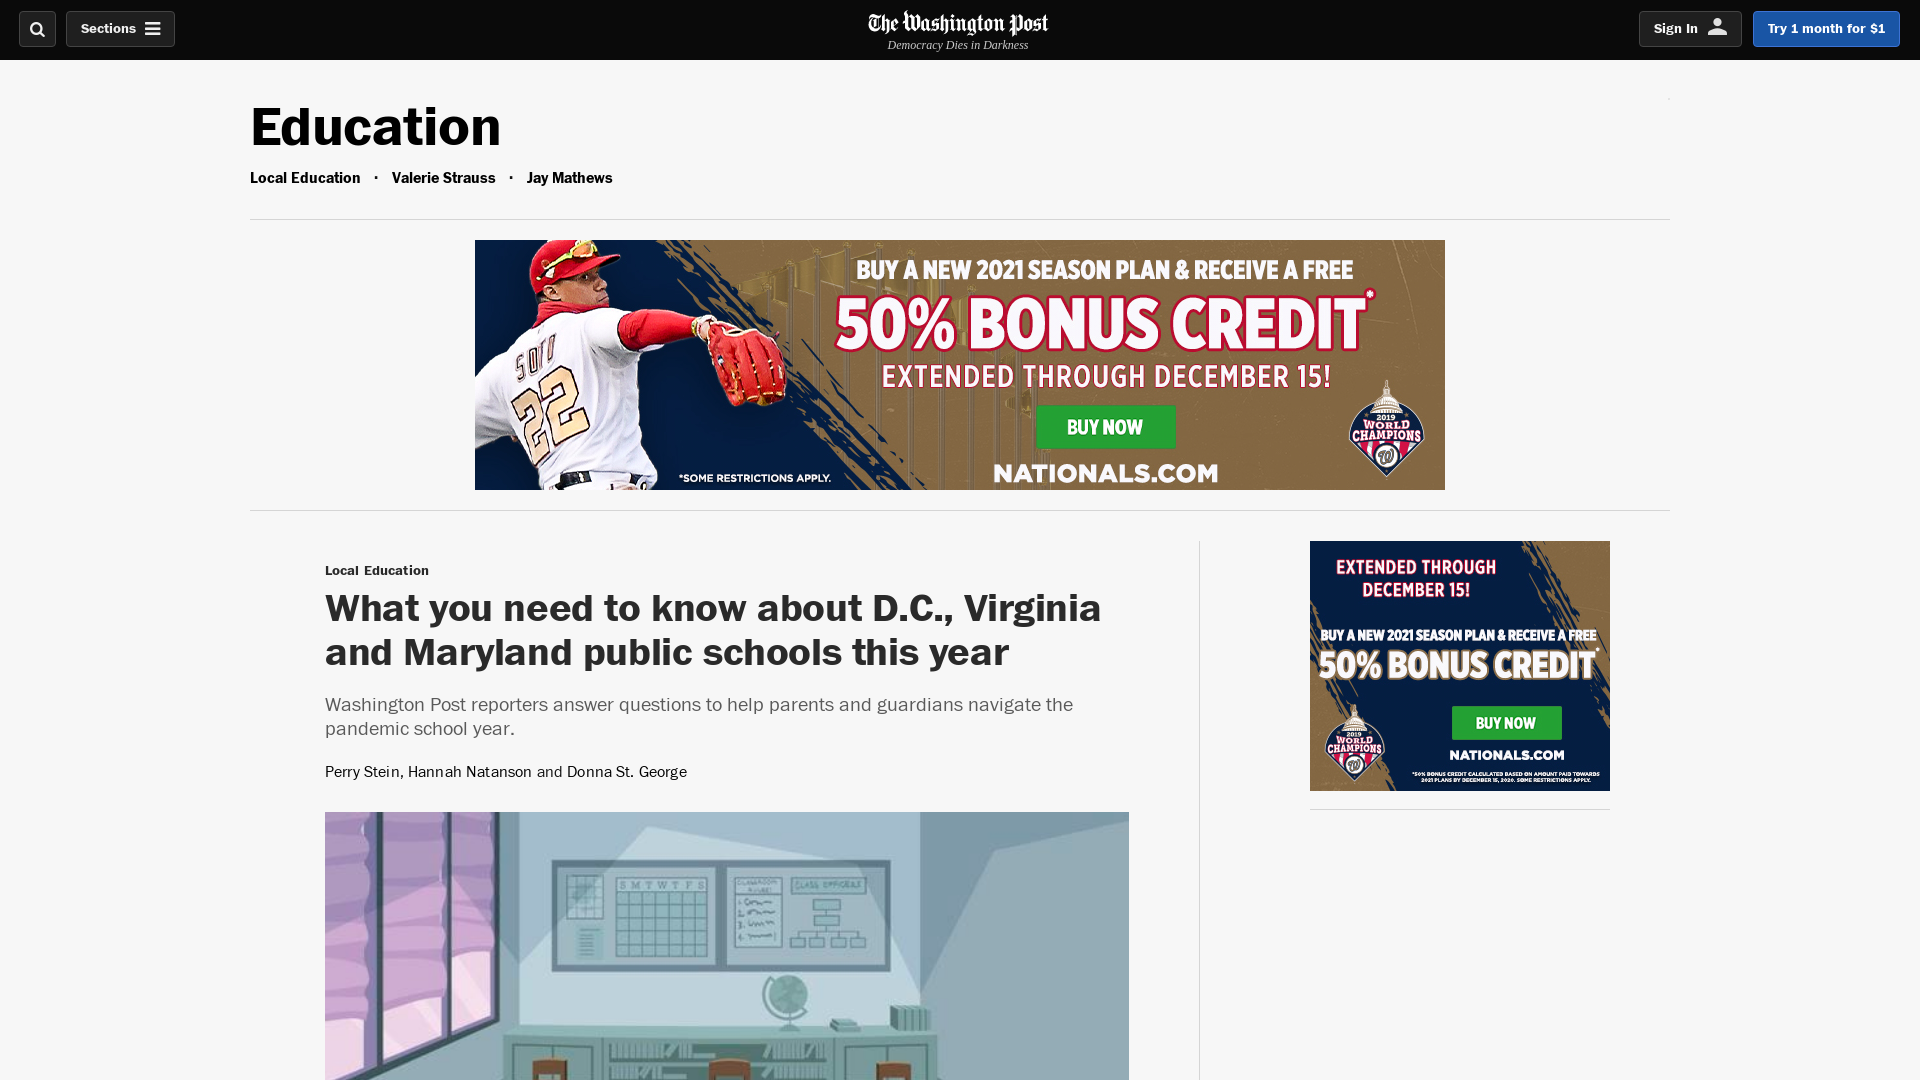 Sections
The Washington Post
Democracy Dies in Darkness
Sign In
Try 1 month for $1
Education
Local Education · Valerie Strauss · Jay Mathews
BUY A NEW 2021 SEASON PLAN & RECEIVE A FREE
50% BONUS CREDIT*
EXTENDED THROUGH DECEMBER 15!
BUY NOW
NATIONALS.COM
*SOME RESTRICTIONS APPLY.
SOTO
22
2019
WORLD
CHAMPIONS
W
Local Education
What you need to know about D.C., Virginia
and Maryland public schools this year
Washington Post reporters answer questions to help parents and guardians navigate the
pandemic school year.
Perry Stein, Hannah Natanson and Donna St. George
S M T W T F S
CLASSROOM
RULES
CLASS OFFICERS
EXTENDED THROUGH
DECEMBER 15!
BUY A NEW 2021 SEASON PLAN & RECEIVE A FREE
50% BONUS CREDIT*
BUY NOW
NATIONALS.COM
2019
WORLD
CHAMPIONS
W
*50% BONUS CREDIT CALCULATED BASED ON AMOUNT PAID TOWARDS
2021 PLANS BY DECEMBER 15, 2020. SOME RESTRICTIONS APPLY.